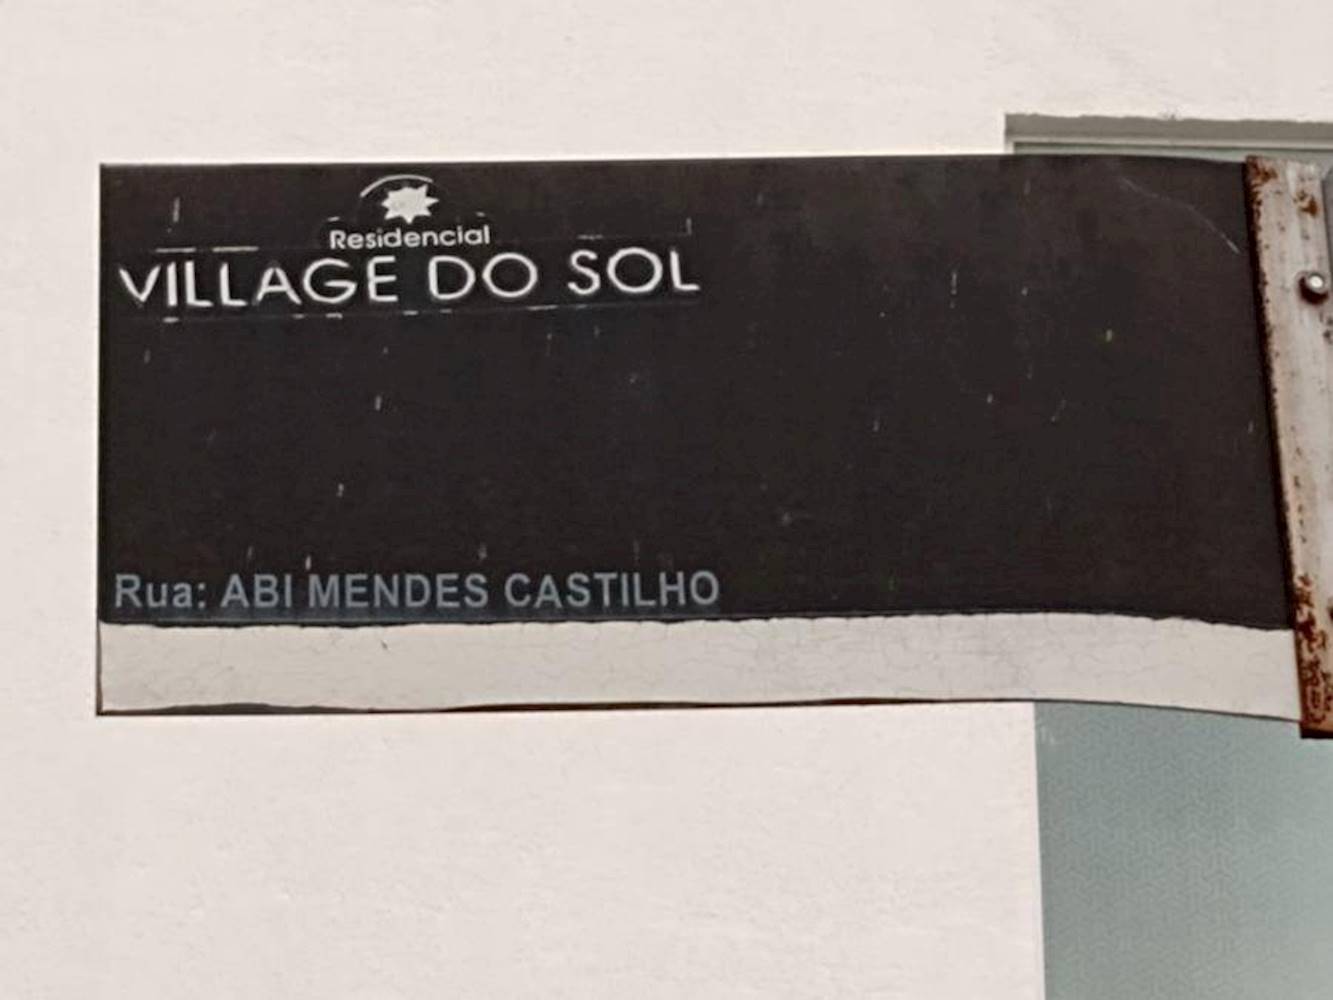 Residencial
VILLAGE DO SOL
Rua: ABI MENDES CASTILHO